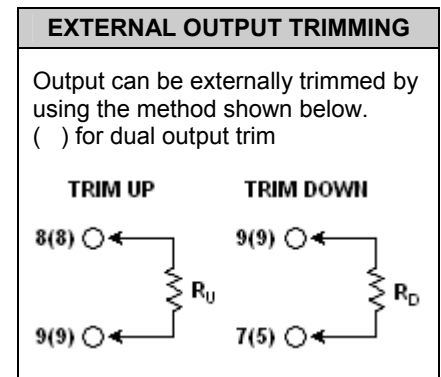 EXTERNAL OUTPUT TRIMMING
Output can be externally trimmed by
using the method shown below.
( ) for dual output trim
TRIM UP TRIM DOWN
8(8) 9(9)
RU RD
9(9) 7(5)